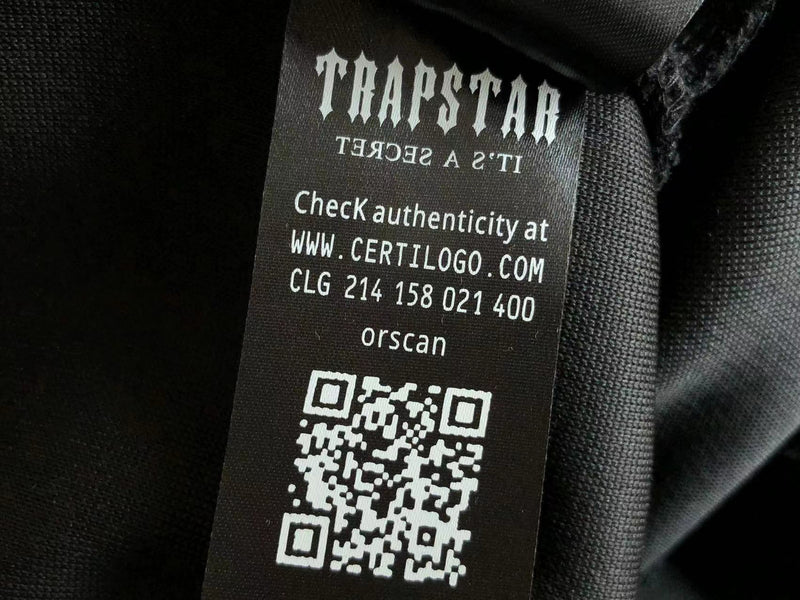 TRAPSTAR
IT'S A SECRET
ChecK authenticity at
WWW.CERTILOGO.COM
CLG 214 158 021 400
orscan